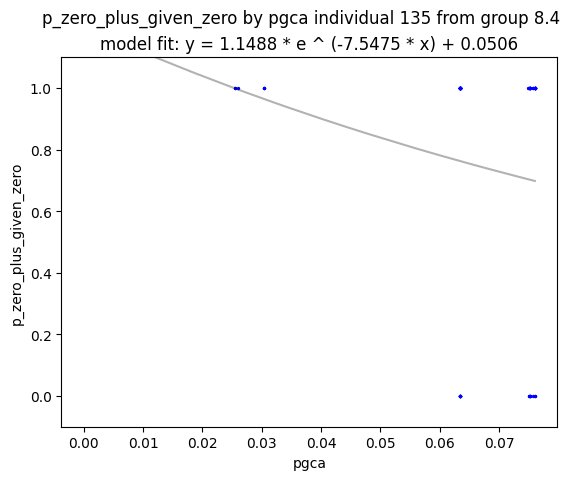 p_zero_plus_given_zero by pgca individual 135 from group 8.4
model fit: y = 1.1488 * e ^ (-7.5475 * x) + 0.0506
p_zero_plus_given_zero
1.0
0.8
0.6
0.4
0.2
0.0
0.00 0.01 0.02 0.03 0.04 0.05 0.06 0.07
pgca